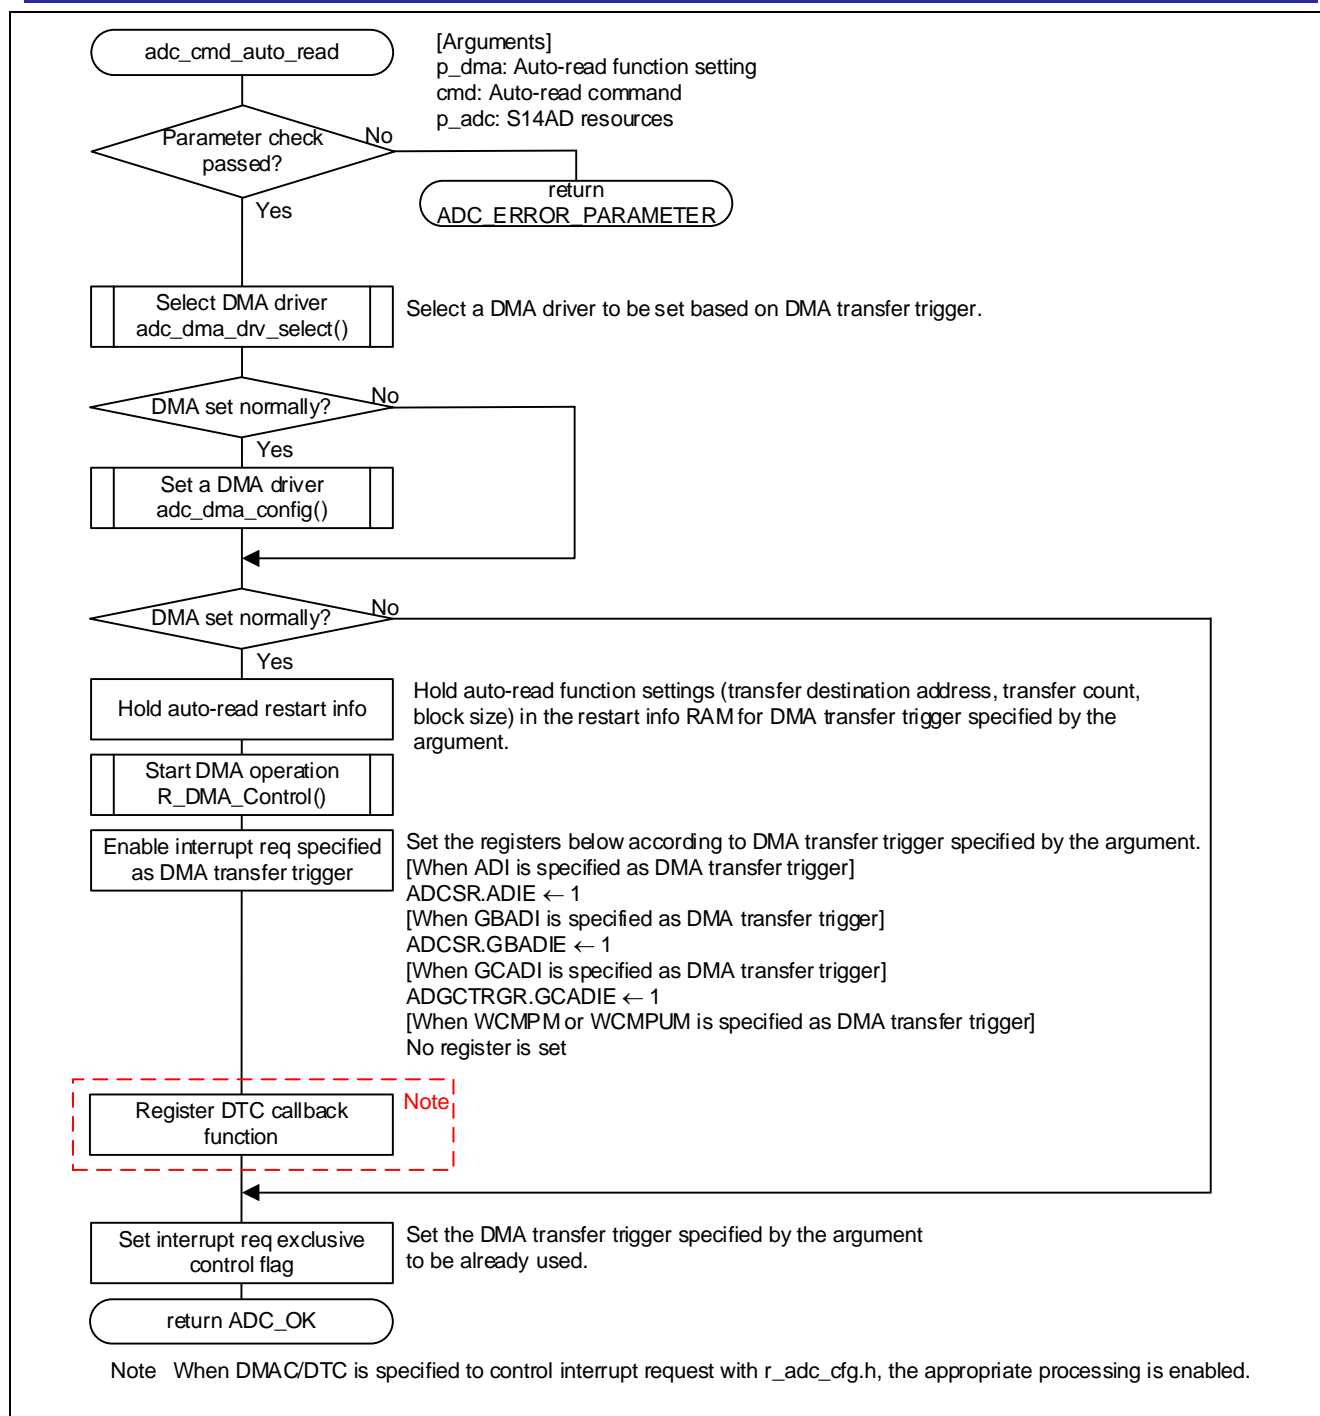 adc_cmd_auto_read
[Arguments]
p_dma: Auto-read function setting
cmd: Auto-read command
p_adc: S14AD resources
Parameter check
passed?
No
Yes
return
ADC_ERROR_PARAMETER
Select DMA driver
adc_dma_drv_select()
Select a DMA driver to be set based on DMA transfer trigger.
DMA set normally?
No
Yes
Set a DMA driver
adc_dma_config()
DMA set normally?
No
Yes
Hold auto-read restart info
Hold auto-read function settings (transfer destination address, transfer count,
block size) in the restart info RAM for DMA transfer trigger specified by the
argument.
Start DMA operation
R_DMA_Control()
Enable interrupt req specified
as DMA transfer trigger
Set the registers below according to DMA transfer trigger specified by the argument.
[When ADI is specified as DMA transfer trigger]
ADCSR.ADIE ← 1
[When GBADI is specified as DMA transfer trigger]
ADCSR.GBADIE ← 1
[When GCADI is specified as DMA transfer trigger]
ADGCTRGR.GCADIE ← 1
[When WCMPM or WCMPUM is specified as DMA transfer trigger]
No register is set
Register DTC callback
function
Note
Set interrupt req exclusive
control flag
Set the DMA transfer trigger specified by the argument
to be already used.
return ADC_OK
Note When DMAC/DTC is specified to control interrupt request with r_adc_cfg.h, the appropriate processing is enabled.